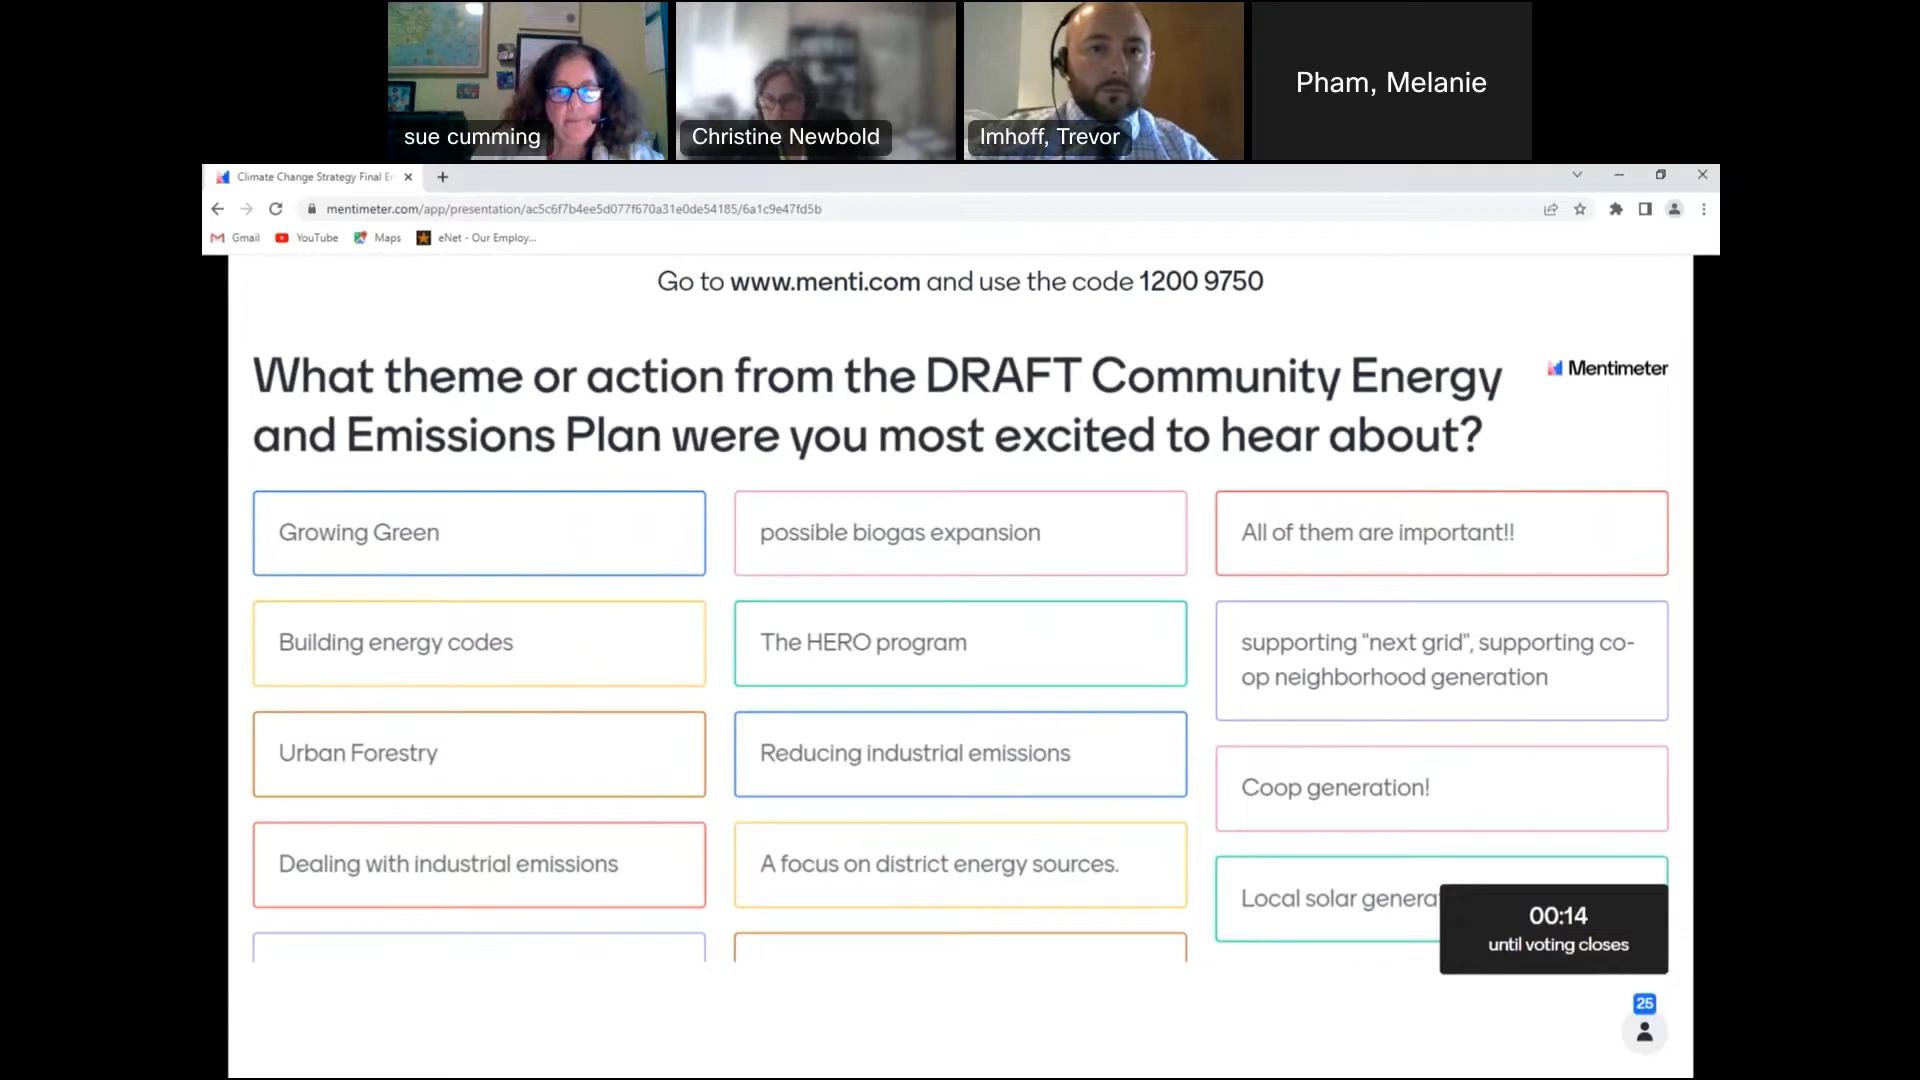 sue cumming
Christine Newbold
Imhoff, Trevor
Pham, Melanie
Climate Change Strategy Final
mentimeter.com/app/presentation/ac5c6f7b4ee5d077f670a31e0de54185/6a1c9e47fd5b
Gmail
YouTube
Maps
eNet - Our Employ...
Go to www.menti.com and use the code 1200 9750
What theme or action from the DRAFT Community Energy
and Emissions Plan were you most excited to hear about?
Mentimeter
Growing Green
Building energy codes
Urban Forestry
Dealing with industrial emissions
possible biogas expansion
The HERO program
Reducing industrial emissions
A focus on district energy sources.
All of them are important!!
supporting "next grid", supporting co-
op neighborhood generation
Coop generation!
Local solar genera
00:14
until voting closes
25